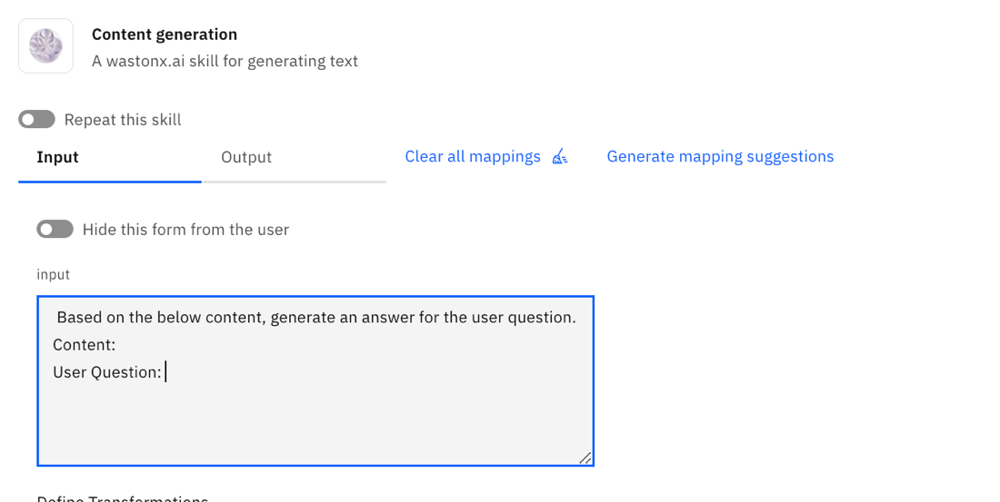 Content generation
A wastonx.ai skill for generating text
Repeat this skill
Input
Output
Clear all mappings
Generate mapping suggestions
Hide this form from the user
input
Based on the below content, generate an answer for the user question.
Content:
User Question:
Define Transformations